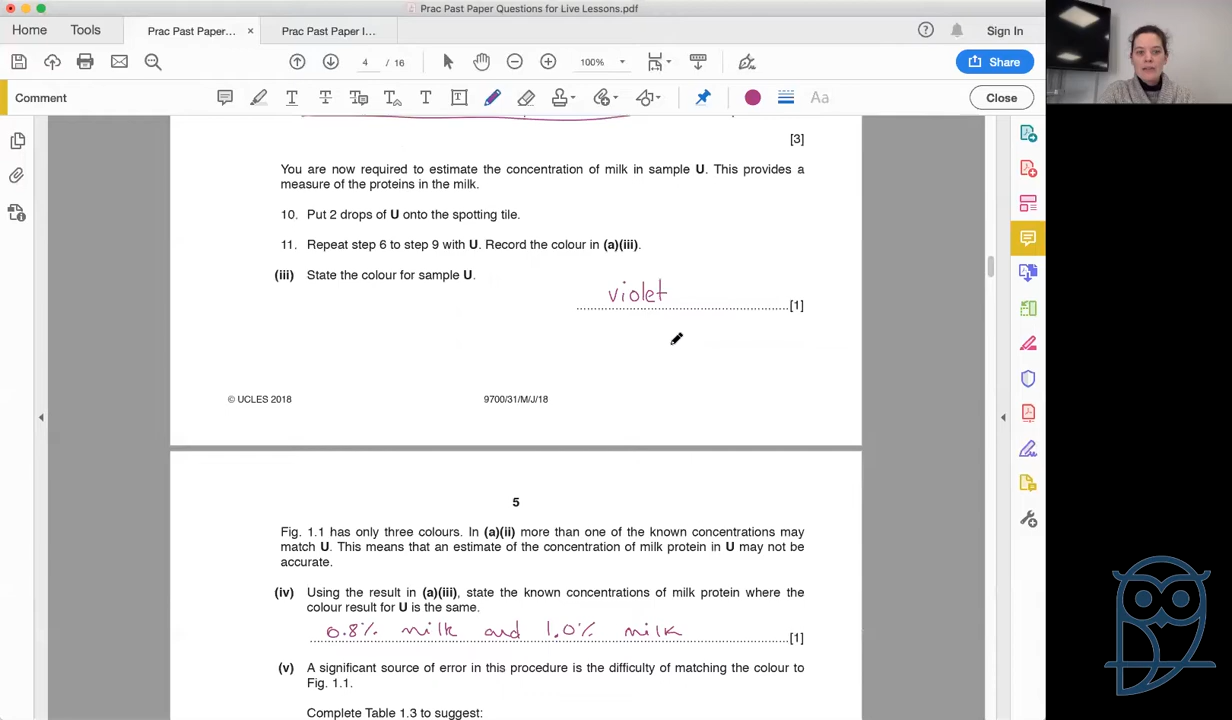 Prac Past Paper Questions for Live Lessons.pdf
Home Tools Prac Past Paper... × Prac Past Paper I... Sign In
4 / 16 100% Share
Comment Aa Close
[3]
You are now required to estimate the concentration of milk in sample U. This provides a
measure of the proteins in the milk.
10. Put 2 drops of U onto the spotting tile.
11. Repeat step 6 to step 9 with U. Record the colour in (a)(iii).
(iii) State the colour for sample U.
violet
[1]
© UCLES 2018 9700/31/M/J/18
5
Fig. 1.1 has only three colours. In (a)(ii) more than one of the known concentrations may
match U. This means that an estimate of the concentration of milk protein in U may not be
accurate.
(iv) Using the result in (a)(iii), state the known concentrations of milk protein where the
colour result for U is the same.
0.8% milk and 1.0% milk
[1]
(v) A significant source of error in this procedure is the difficulty of matching the colour to
Fig. 1.1.
Complete Table 1.3 to suggest: